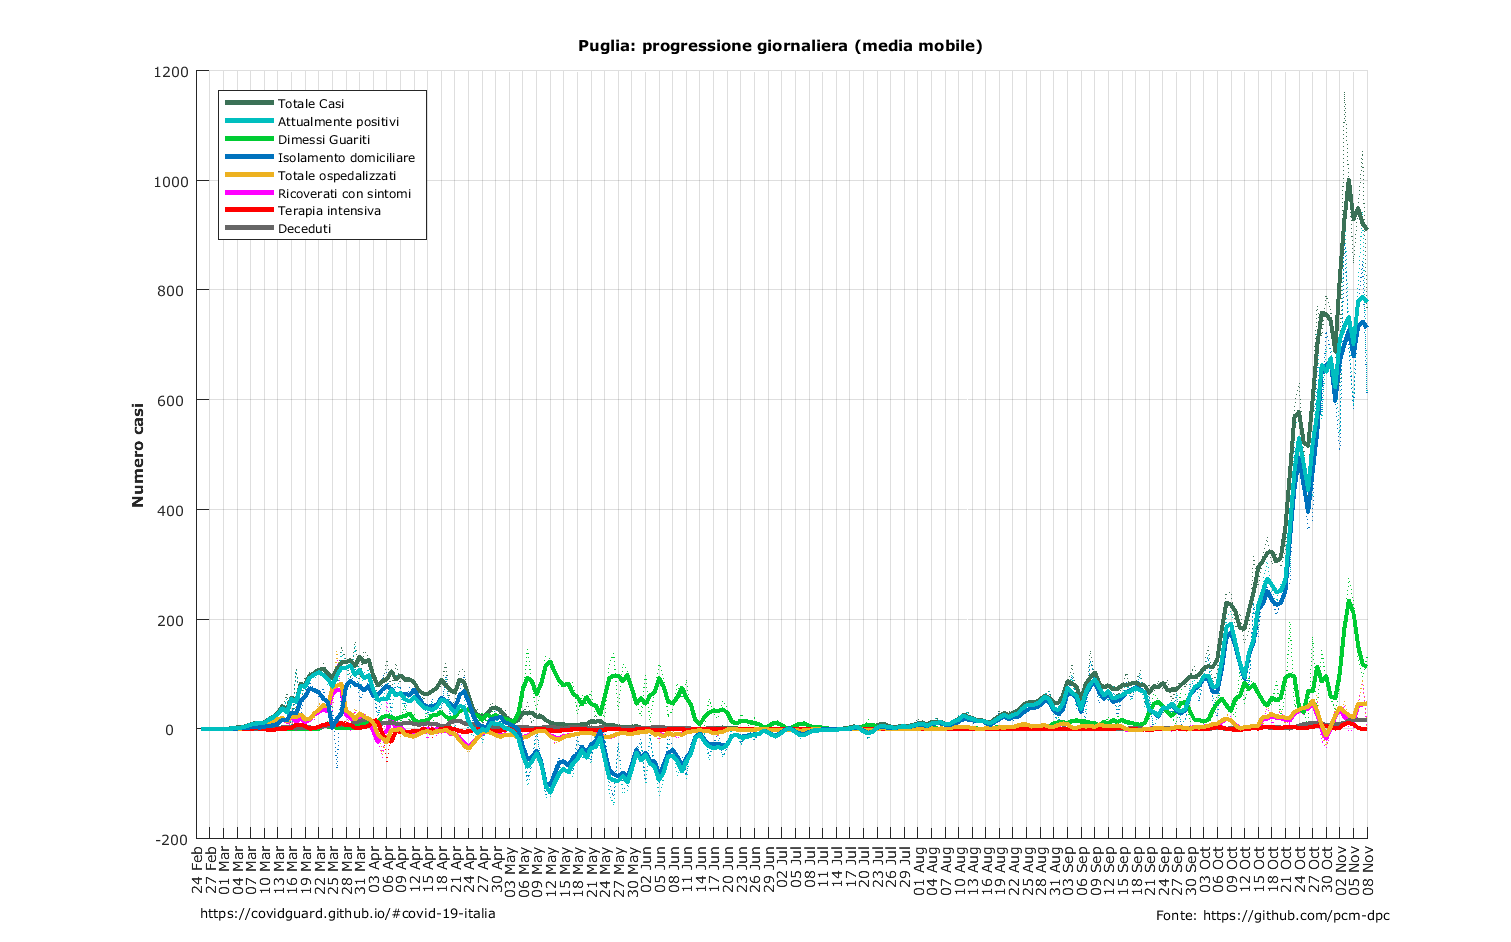 Puglia: progressione giornaliera (media mobile)
1200
1000
800
600
400
200
0
-200
Numero casi
Totale Casi
Attualmente positivi
Dimessi Guariti
Isolamento domiciliare
Totale ospedalizzati
Ricoverati con sintomi
Terapia intensiva
Deceduti
24 Feb
27 Feb
01 Mar
04 Mar
07 Mar
10 Mar
13 Mar
16 Mar
19 Mar
22 Mar
25 Mar
28 Mar
31 Mar
03 Apr
06 Apr
09 Apr
12 Apr
15 Apr
18 Apr
21 Apr
24 Apr
27 Apr
30 Apr
03 May
06 May
09 May
12 May
15 May
18 May
21 May
24 May
27 May
30 May
02 Jun
05 Jun
08 Jun
11 Jun
14 Jun
17 Jun
20 Jun
23 Jun
26 Jun
29 Jun
02 Jul
05 Jul
08 Jul
11 Jul
14 Jul
17 Jul
20 Jul
23 Jul
26 Jul
29 Jul
01 Aug
04 Aug
07 Aug
10 Aug
13 Aug
16 Aug
19 Aug
22 Aug
25 Aug
28 Aug
31 Aug
03 Sep
06 Sep
09 Sep
12 Sep
15 Sep
18 Sep
21 Sep
24 Sep
27 Sep
30 Sep
03 Oct
06 Oct
09 Oct
12 Oct
15 Oct
18 Oct
21 Oct
24 Oct
27 Oct
30 Oct
02 Nov
05 Nov
08 Nov
https://covidguard.github.io/#covid-19-italia
Fonte: https://github.com/pcm-dpc